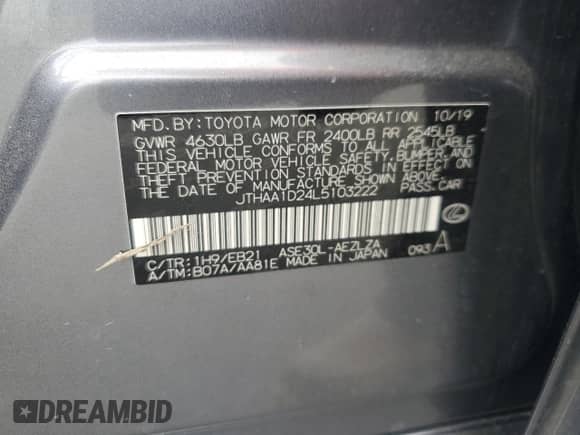 MFD. BY: TOYOTA MOTOR CORPORATION 10/19
GVWR 4630LB GAWR FR 2400LB RR 2545LB
THIS VEHICLE CONFORMS TO ALL APPLICABLE
FEDERAL MOTOR VEHICLE SAFETY, BUMPER AND
THEFT PREVENTION STANDARDS IN EFFECT ON
THE DATE OF MANUFACTURE SHOWN ABOVE.
JTHAA1D24L5103222 PASS. CAR
C/TR: 1H9/EB21 ASE30L-AEZLZA
A/TM: B07A/AA81E MADE IN JAPAN 093 A
DREAMBID